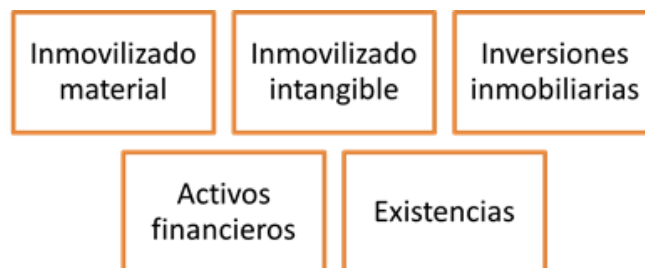 Inmovilizado
material
Inmovilizado
intangible
Inversiones
inmobiliarias
Activos
financieros
Existencias